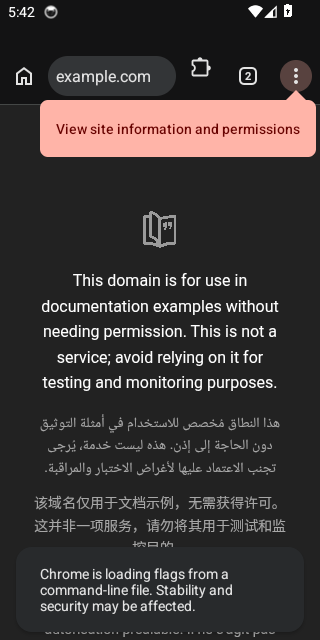 5:42
example.com
2
View site information and permissions
This domain is for use in
documentation examples without
needing permission. This is not a
service; avoid relying on it for
testing and monitoring purposes.
هذا النطاق مُخصص للاستخدام في أمثلة التوثيق
دون الحاجة إلى إذن. هذه ليست خدمة، يُرجى
تجنب الاعتماد عليها لأغراض الاختبار والمراقبة.
该域名仅用于文档示例，无需获得许可。
这并非一项服务，请勿将其用于测试和监
控目的
Chrome is loading flags from a
command-line file. Stability and
security may be affected.